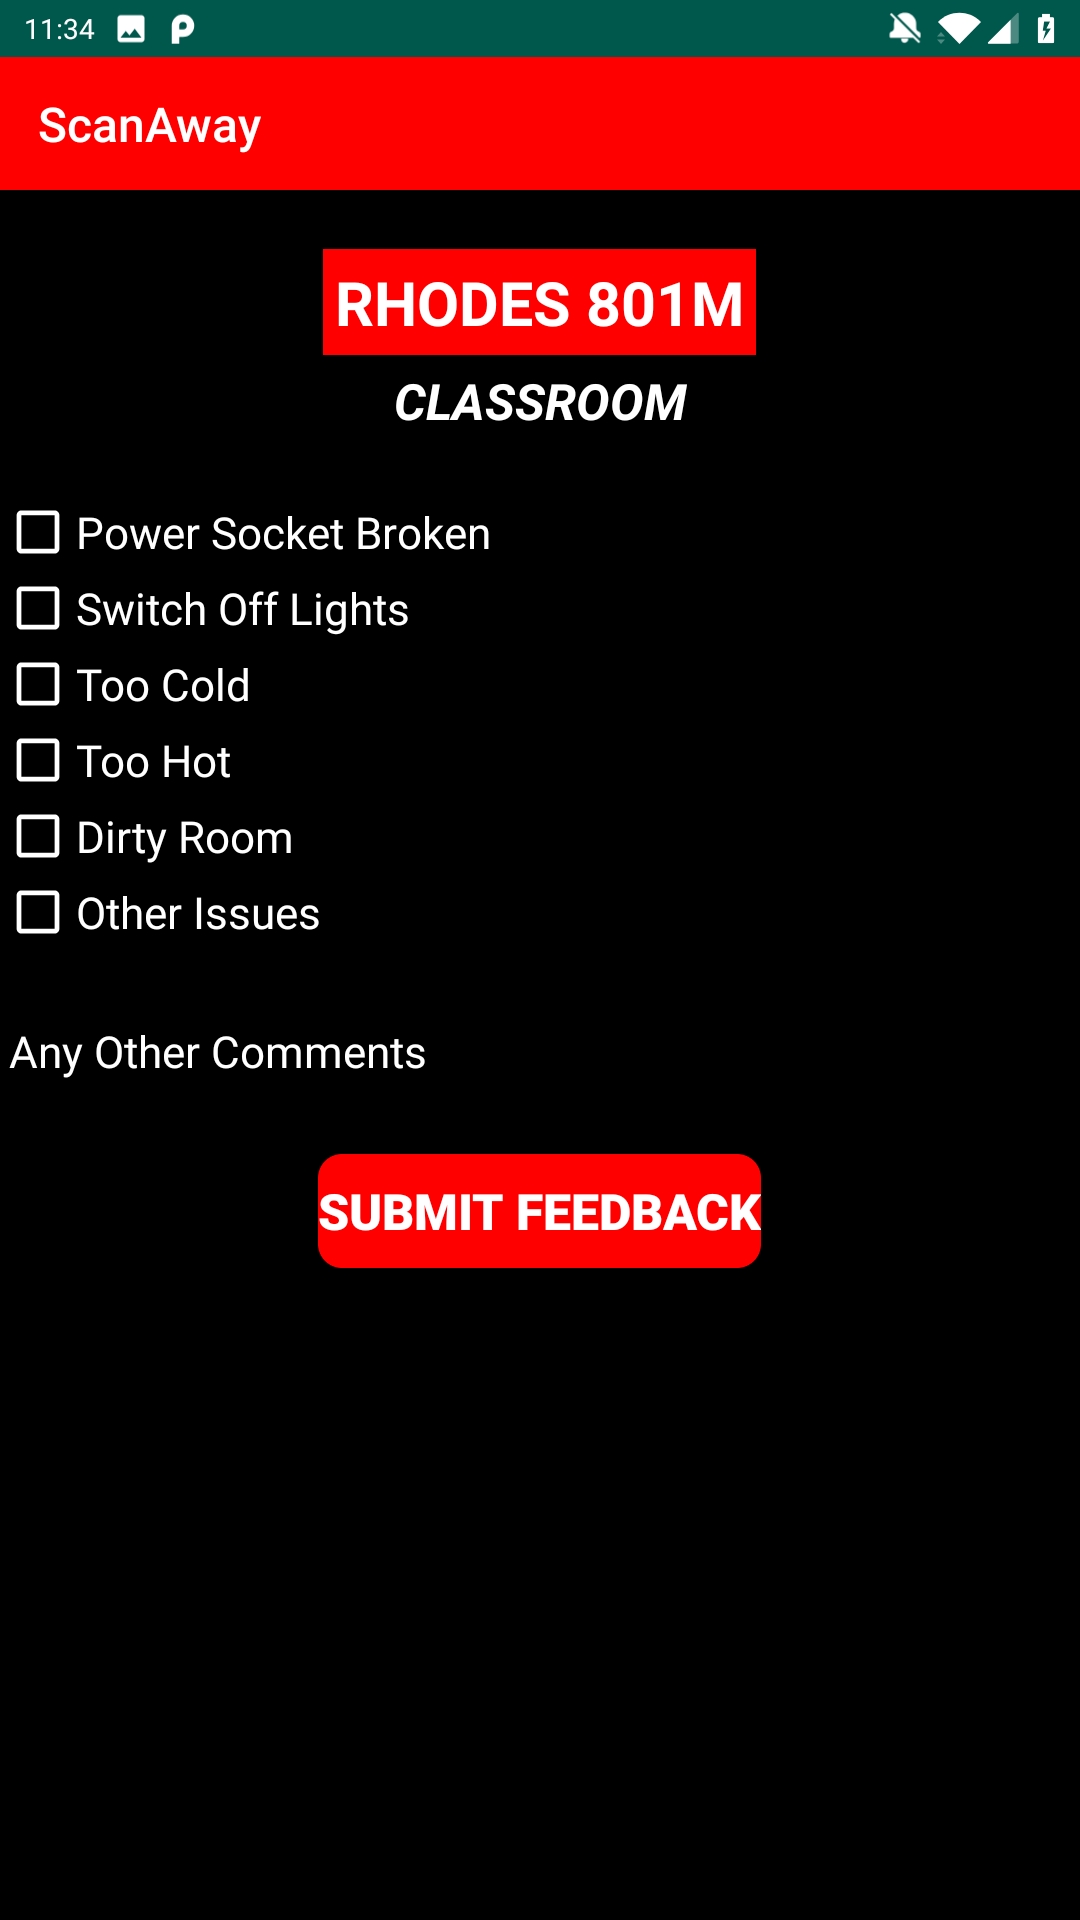 11:34
ScanAway
RHODES 801M
CLASSROOM
Power Socket Broken
Switch Off Lights
Too Cold
Too Hot
Dirty Room
Other Issues
Any Other Comments
SUBMIT FEEDBACK